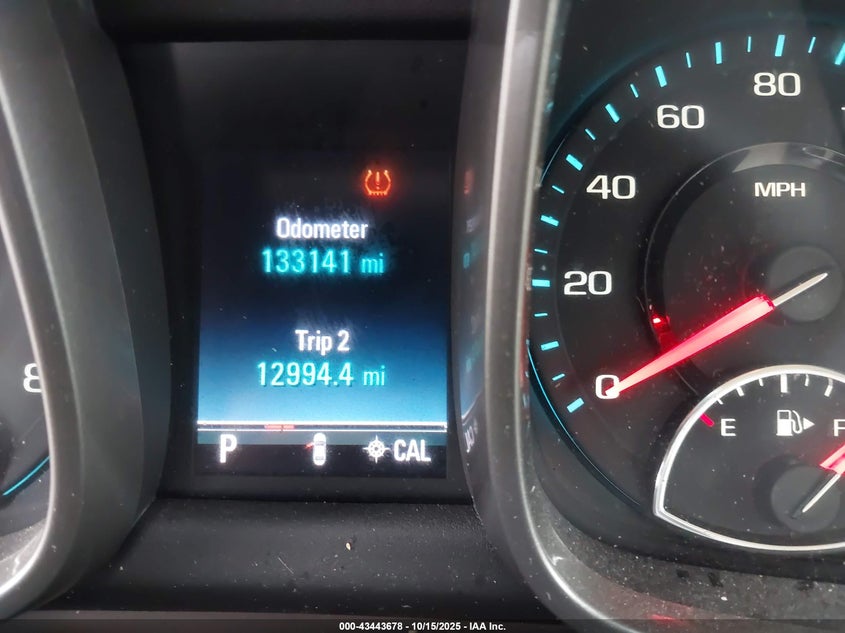 Odometer
133141 mi
Trip 2
12994.4 mi
P
CAL
8
0
20
40
60
80
MPH
E
F
000-43443678 - 10/15/2025 - IAA Inc.